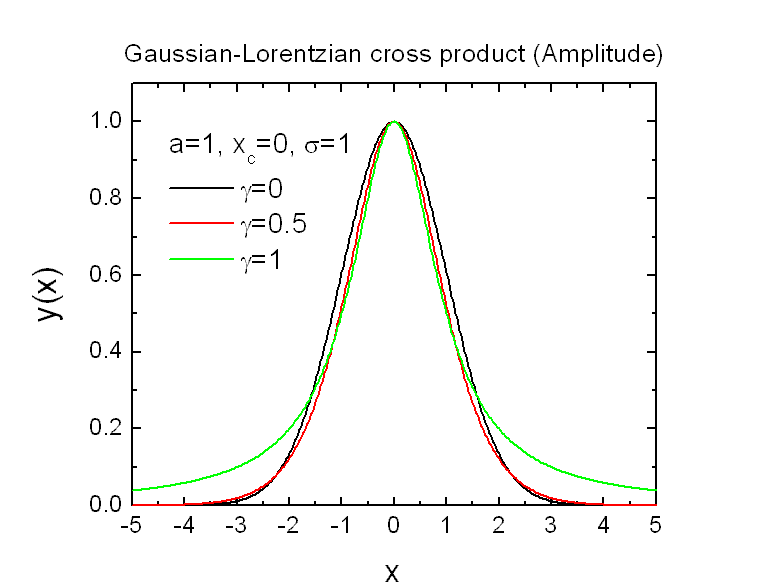 Gaussian-Lorentzian cross product (Amplitude)
a=1, xc=0, σ=1
γ=0
γ=0.5
γ=1
1.0
0.8
0.6
0.4
0.2
0.0
y(x)
-5 -4 -3 -2 -1 0 1 2 3 4 5
x